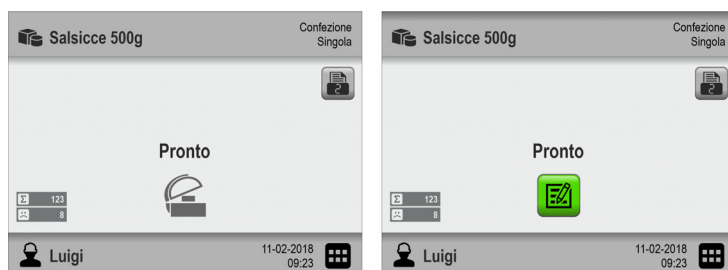 Salsicce 500g
Confezione
Singola
Pronto
Σ 123
8
Luigi
11-02-2018
09:23
Salsicce 500g
Confezione
Singola
Pronto
Σ 123
8
Luigi
11-02-2018
09:23